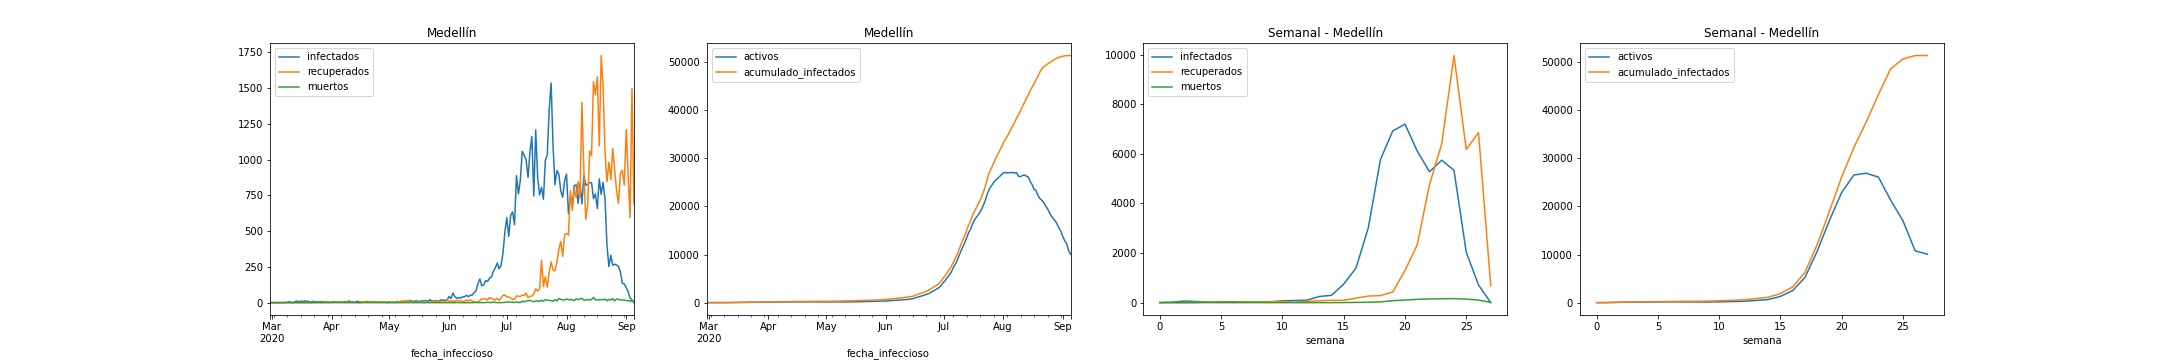 Medellín
infectados
recuperados
muertos
1750
1500
1250
1000
750
500
250
0
Mar
2020
Apr
May
Jun
Jul
Aug
Sep
fecha_infeccioso
Medellín
activos
acumulado_infectados
50000
40000
30000
20000
10000
0
Mar
2020
Apr
May
Jun
Jul
Aug
Sep
fecha_infeccioso
Semanal - Medellín
infectados
recuperados
muertos
10000
8000
6000
4000
2000
0
0
5
10
15
20
25
semana
Semanal - Medellín
activos
acumulado_infectados
50000
40000
30000
20000
10000
0
0
5
10
15
20
25
semana